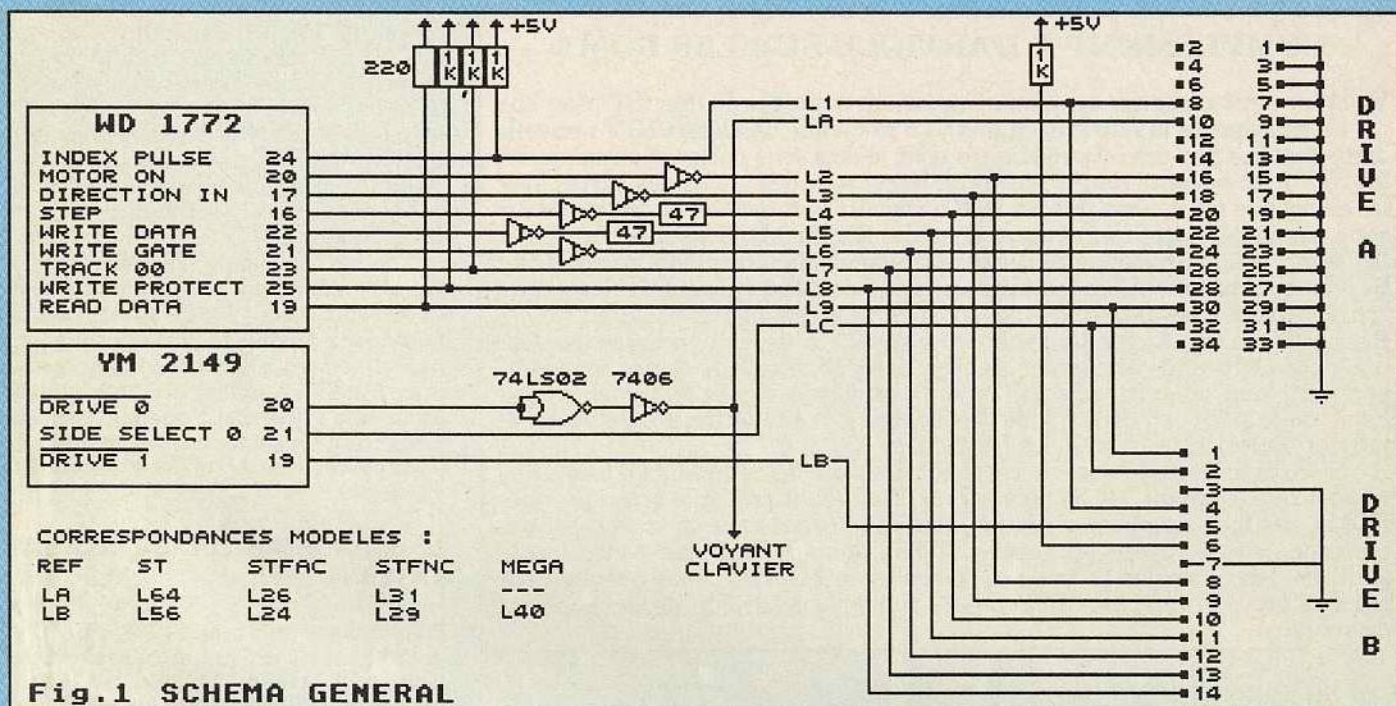 +5V
+5V
220
1K
1K
1K
1K
WD 1772
INDEX PULSE 24
MOTOR ON 20
DIRECTION IN 17
STEP 16
WRITE DATA 22
WRITE GATE 21
TRACK 00 23
WRITE PROTECT 25
READ DATA 19
47
47
L1
LA
L2
L3
L4
L5
L6
L7
L8
L9
LC
2 1
4 3
6 5
8 7
10 9
12 11
14 13
16 15
18 17
20 19
22 21
24 23
26 25
28 27
30 29
32 31
34 33
DRIVE A
YM 2149
DRIVE 0 20
SIDE SELECT 0 21
DRIVE 1 19
74LS02 7406
LB
VOYANT
CLAVIER
1
2
3
4
5
6
7
8
9
10
11
12
13
14
DRIVE B
CORRESPONDANCES MODELES :
REF ST STFAC STFNC MEGA
LA L64 L26 L31 ---
LB L56 L24 L29 L40
Fig.1 SCHEMA GENERAL